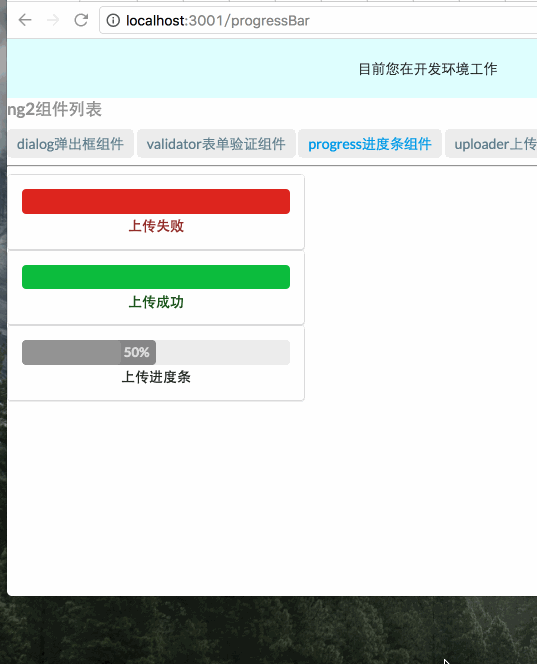 localhost:3001/progressBar
目前您在开发环境工作
ng2组件列表
dialog弹出框组件 validator表单验证组件 progress进度条组件 uploader上传
上传失败
上传成功
50%
上传进度条